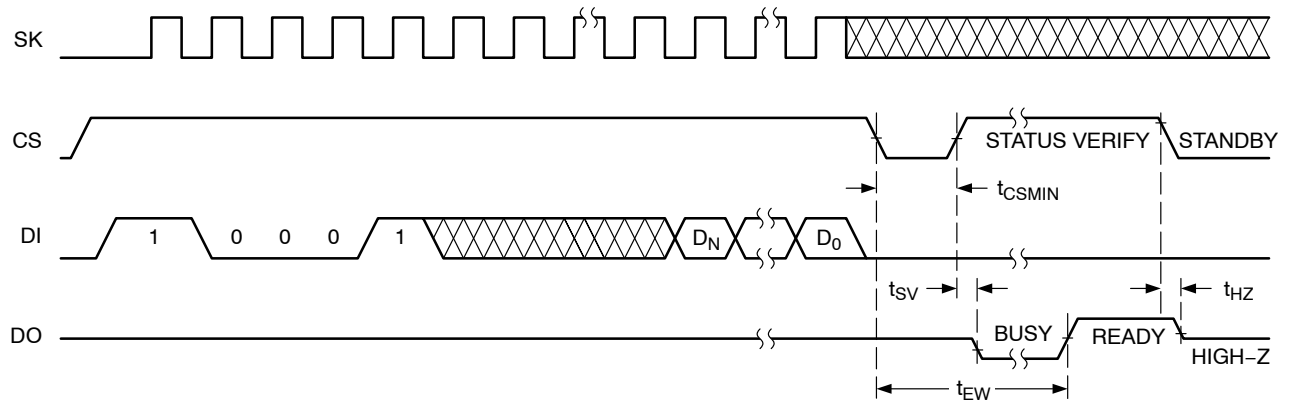 SK
CS
STATUS VERIFY STANDBY
tCSMIN
DI 1 0 0 0 1 DN D0
tSV tHZ
DO BUSY READY
HIGH–Z
tEW